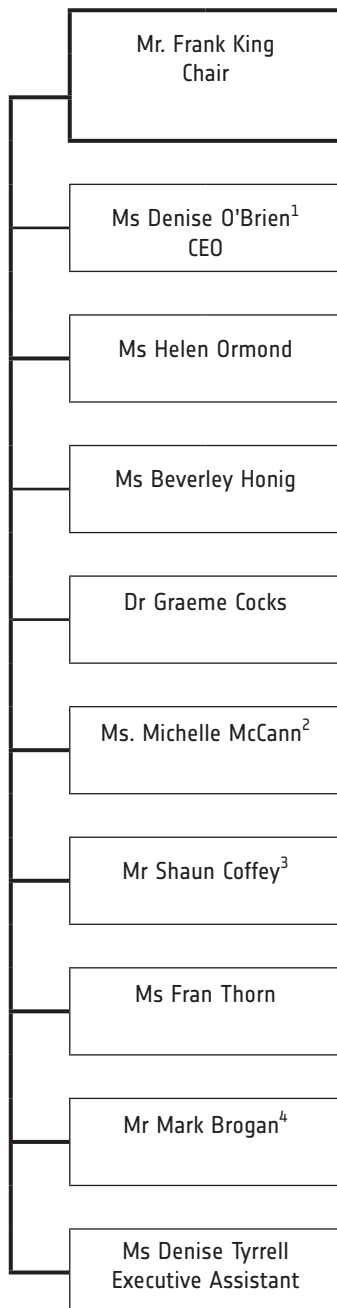 Mr. Frank King
Chair
Ms Denise O'Brien¹
CEO
Ms Helen Ormond
Ms Beverley Honig
Dr Graeme Cocks
Ms. Michelle McCann²
Mr Shaun Coffey³
Ms Fran Thorn
Mr Mark Brogan⁴
Ms Denise Tyrrell
Executive Assistant